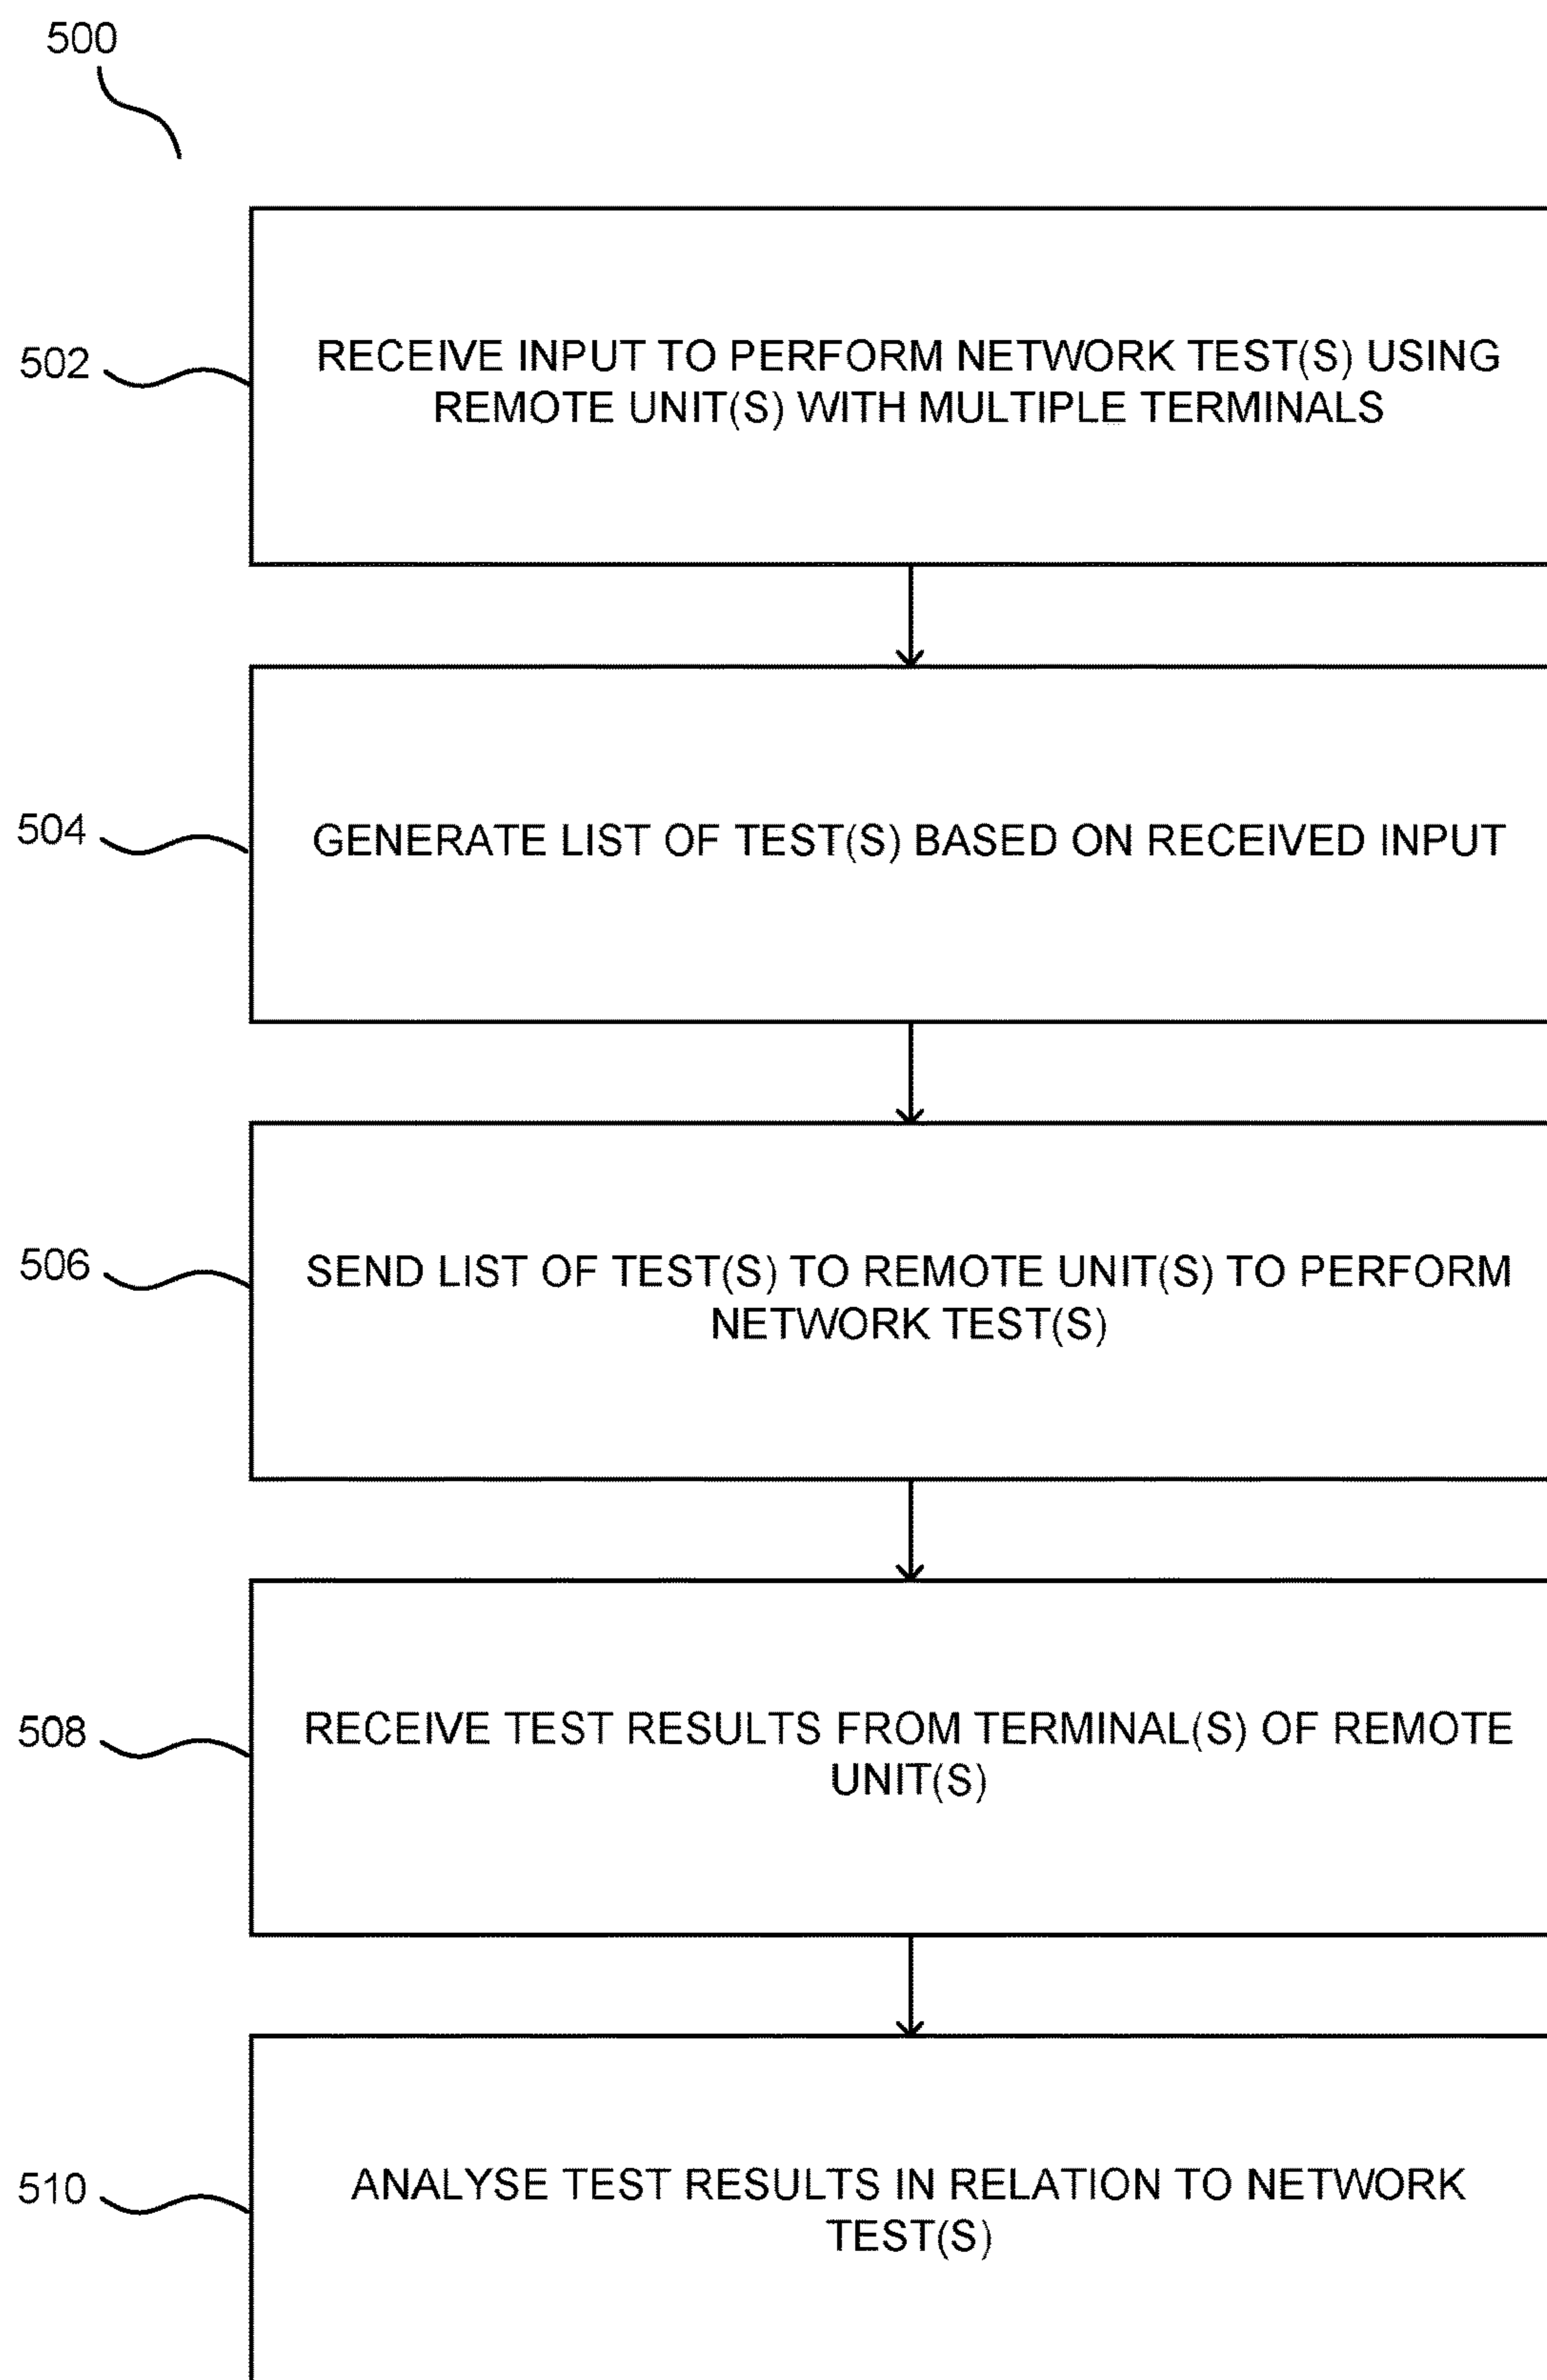 500
502
RECEIVE INPUT TO PERFORM NETWORK TEST(S) USING
REMOTE UNIT(S) WITH MULTIPLE TERMINALS
504
GENERATE LIST OF TEST(S) BASED ON RECEIVED INPUT
506
SEND LIST OF TEST(S) TO REMOTE UNIT(S) TO PERFORM
NETWORK TEST(S)
508
RECEIVE TEST RESULTS FROM TERMINAL(S) OF REMOTE
UNIT(S)
510
ANALYSE TEST RESULTS IN RELATION TO NETWORK
TEST(S)